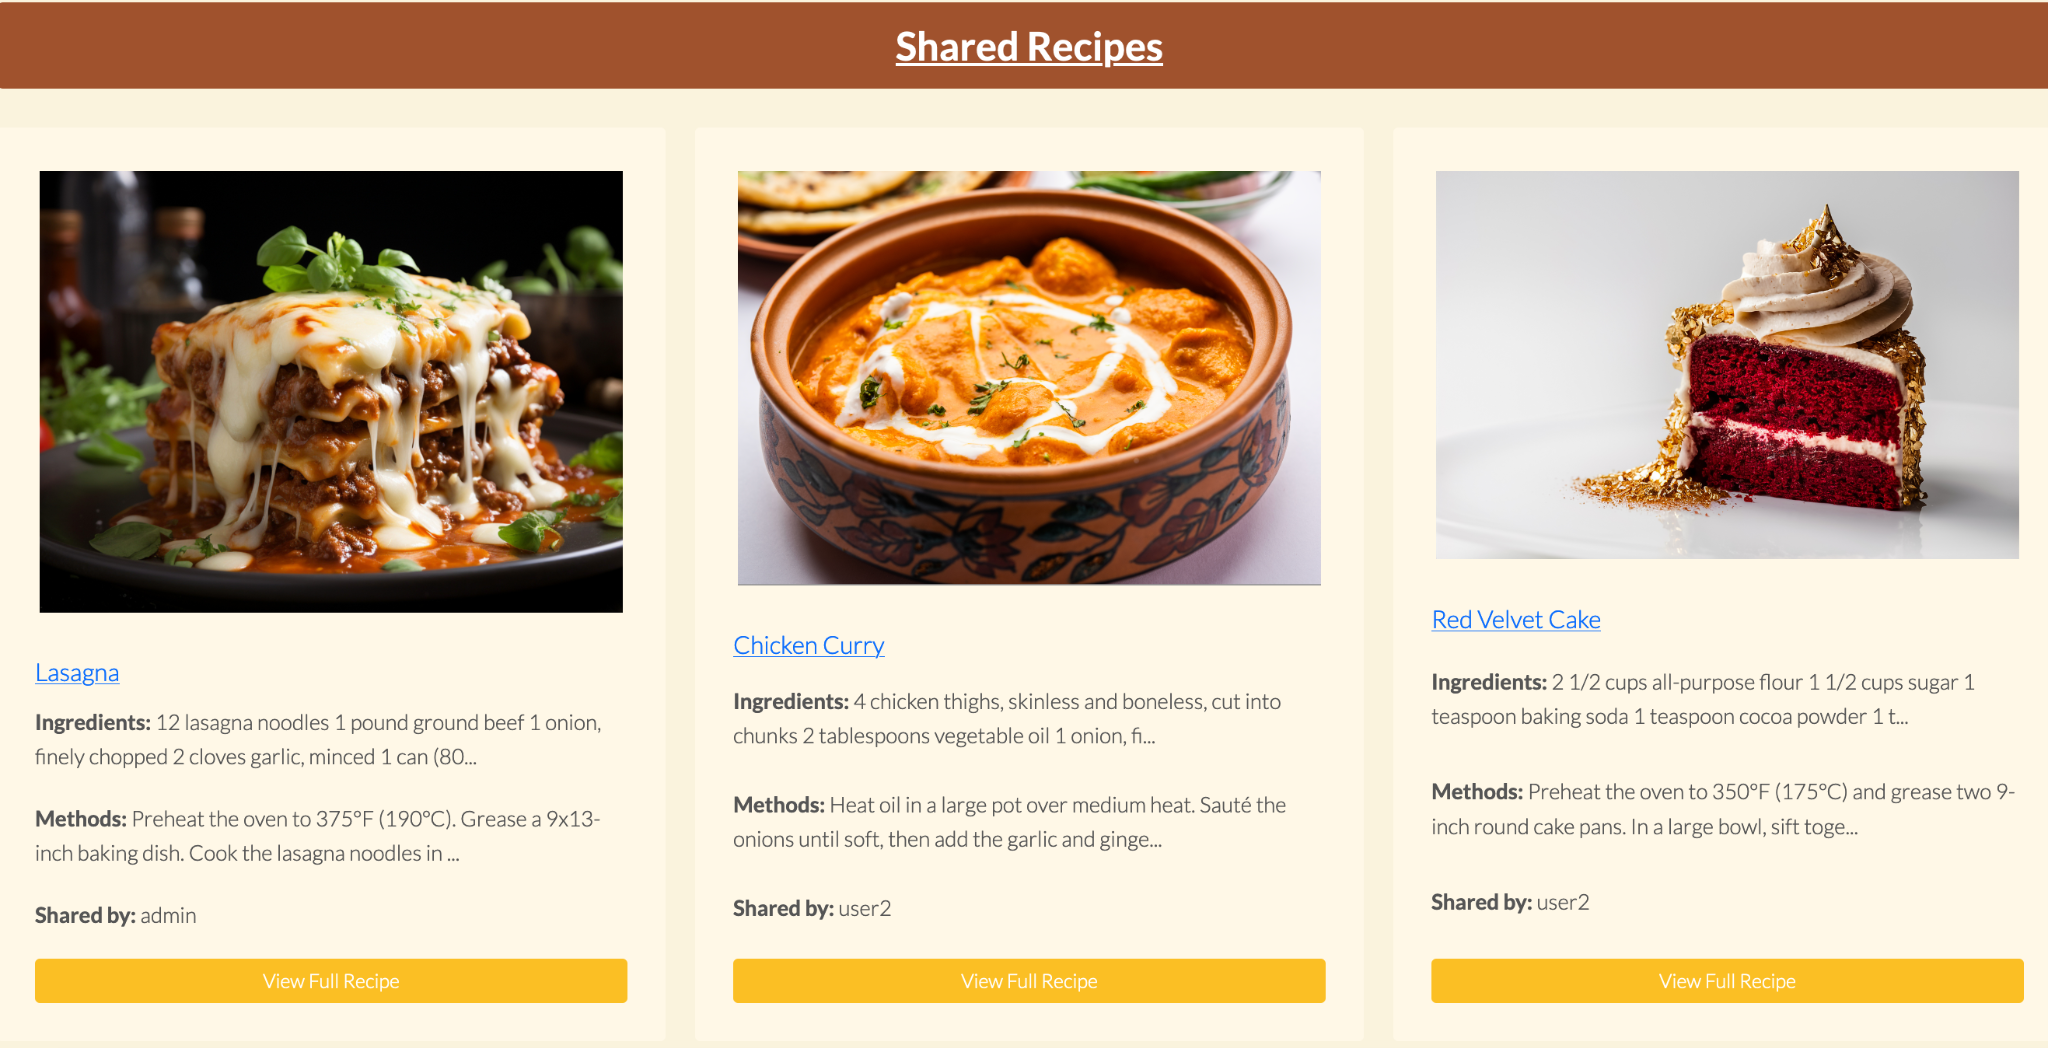 Shared Recipes
Lasagna
Ingredients: 12 lasagna noodles 1 pound ground beef 1 onion,
finely chopped 2 cloves garlic, minced 1 can (80...
Methods: Preheat the oven to 375°F (190°C). Grease a 9x13-
inch baking dish. Cook the lasagna noodles in ...
Shared by: admin
View Full Recipe
Chicken Curry
Ingredients: 4 chicken thighs, skinless and boneless, cut into
chunks 2 tablespoons vegetable oil 1 onion, fi...
Methods: Heat oil in a large pot over medium heat. Sauté the
onions until soft, then add the garlic and ginge...
Shared by: user2
View Full Recipe
Red Velvet Cake
Ingredients: 2 1/2 cups all-purpose flour 1 1/2 cups sugar 1
teaspoon baking soda 1 teaspoon cocoa powder 1 t...
Methods: Preheat the oven to 350°F (175°C) and grease two 9-
inch round cake pans. In a large bowl, sift toge...
Shared by: user2
View Full Recipe